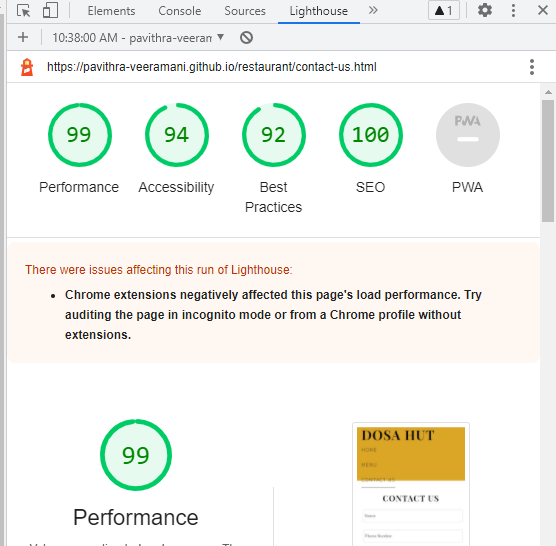 Elements Console Sources Lighthouse » 1
10:38:00 AM - pavithra-veeran
https://pavithra-veeramani.github.io/restaurant/contact-us.html
99 94 92 100 PWA
Performance Accessibility Best Practices SEO PWA
There were issues affecting this run of Lighthouse:
• Chrome extensions negatively affected this page's load performance. Try
auditing the page in incognito mode or from a Chrome profile without
extensions.
99
Performance
DOSA HUT
HOME
MENU
CONTACT US
CONTACT US
Name
Phone Number